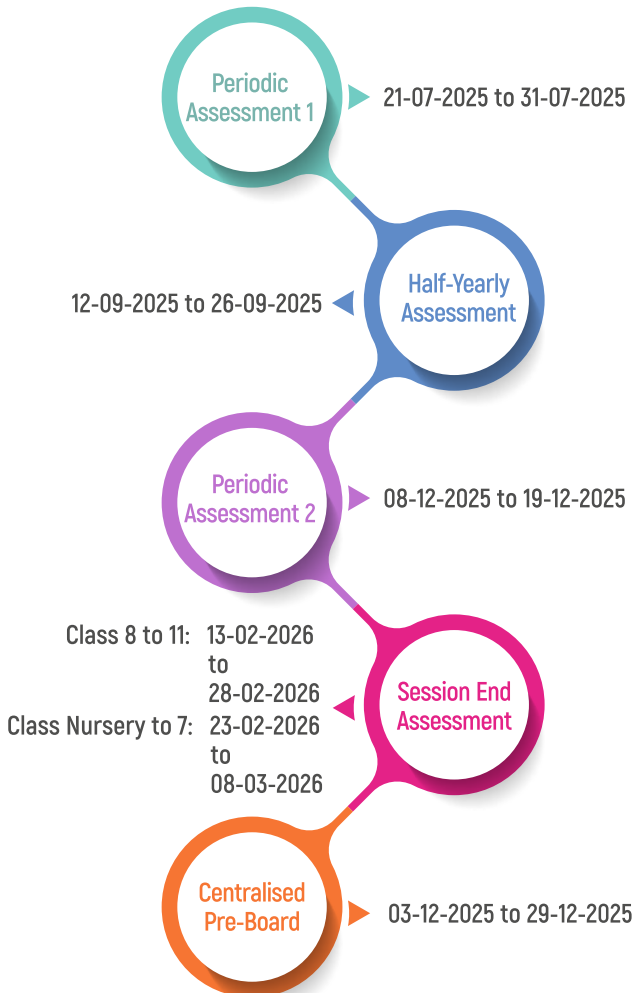 Periodic
Assessment 1
21-07-2025 to 31-07-2025
Half-Yearly
Assessment
12-09-2025 to 26-09-2025
Periodic
Assessment 2
08-12-2025 to 19-12-2025
Class 8 to 11: 13-02-2026
to
28-02-2026
Class Nursery to 7: 23-02-2026
to
08-03-2026
Session End
Assessment
Centralised
Pre-Board
03-12-2025 to 29-12-2025